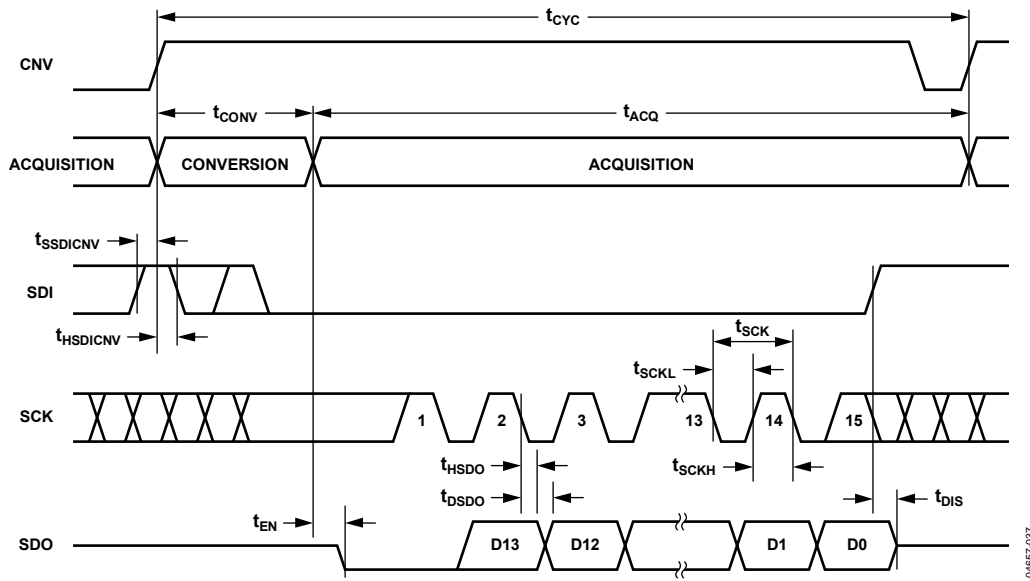 tCYC
CNV
tCONV
tACQ
ACQUISITION CONVERSION ACQUISITION
tSSDICNV
SDI
tHSDICNV
tSCK
tSCKL
SCK 1 2 3 13 14 15
tHSDO
tSCKH
tDSDO
tEN
tDIS
SDO D13 D12 D1 D0
04657-037